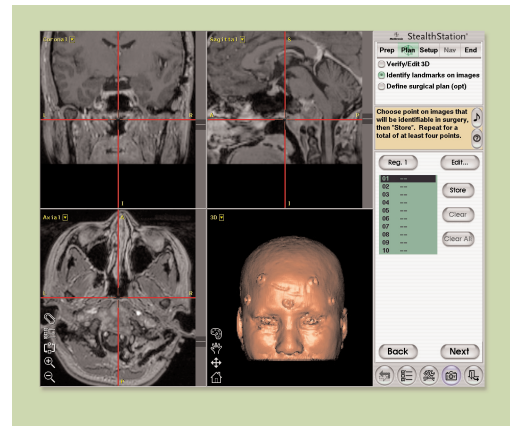 Coronal
Sagittal
S
L
R
A
P
I
I
Axial
3D
R
StealthStation
Prep Plan Setup Nav End
Verify/Edit 3D
Identify landmarks on images
Define surgical plan (opt)
Choose point on images that
will be identifiable in surgery,
then "Store". Repeat for a
total of at least four points.
Reg. 1
Edit...
01 --
02 --
03 --
04 --
05 --
06 --
07 --
08 --
09 --
10 --
Store
Clear
Clear All
Back
Next